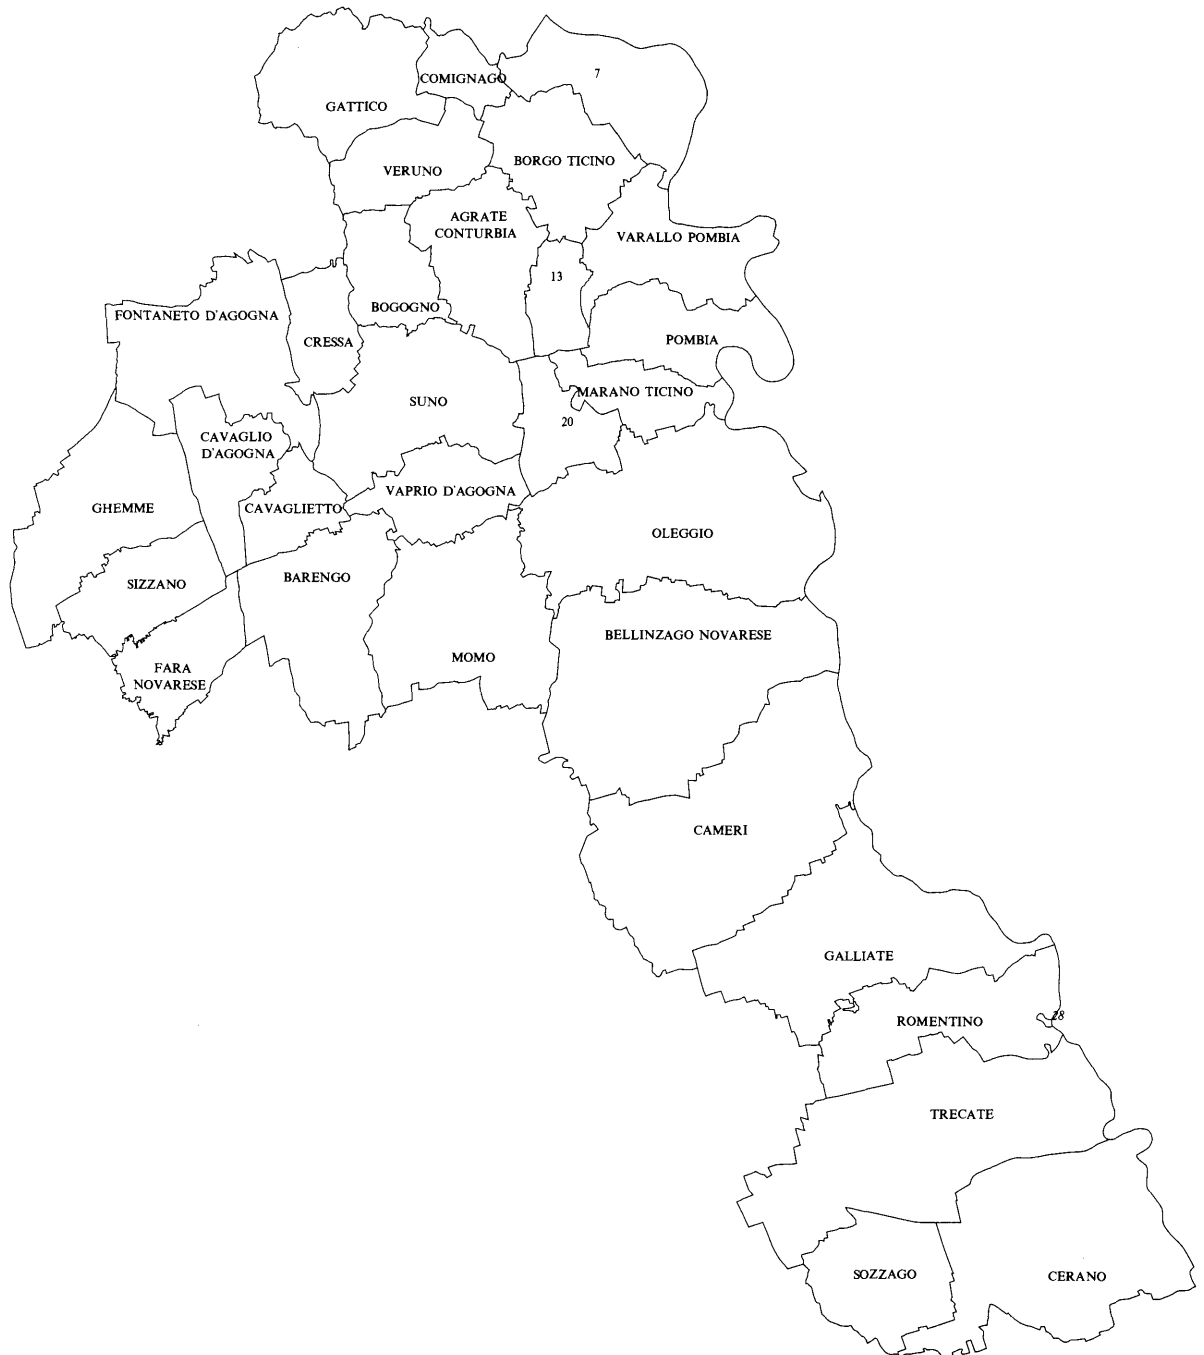 7
COMIGNAGO
GATTICO
BORGO TICINO
VERUNO
AGRATE
CONTURBIA
VARALLO POMBIA
13
BOGOGNO
FONTANETO D'AGOGNA
CRESSA
POMBIA
MARANO TICINO
SUNO
20
CAVAGLIO
D'AGOGNA
VAPRIO D'AGOGNA
GHEMME
CAVAGLIETTO
OLEGGIO
BARENGO
SIZZANO
BELLINZAGO NOVARESE
MOMO
FARA
NOVARESE
CAMERI
GALLIATE
28
ROMENTINO
TRECATE
SOZZAGO
CERANO